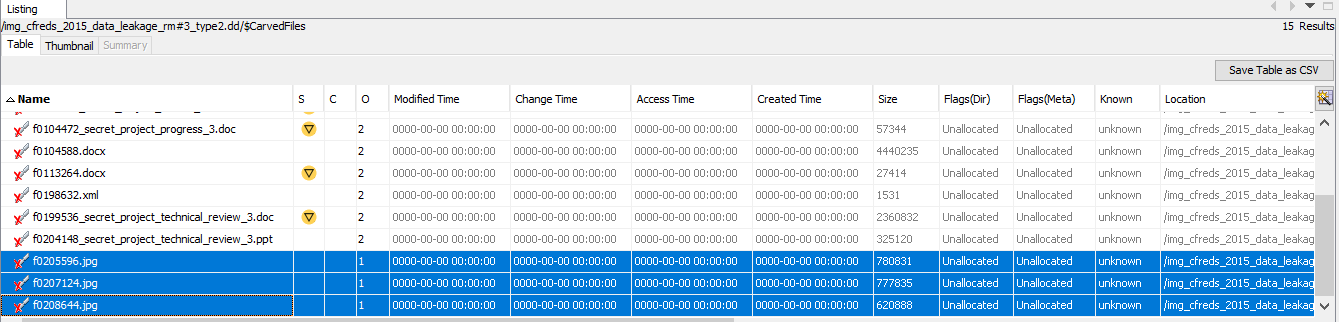 Listing
/img_cfreds_2015_data_leakage_rm#3_type2.dd/$CarvedFiles 15 Results
Table Thumbnail Summary
Save Table as CSV
Name S C O Modified Time Change Time Access Time Created Time Size Flags(Dir) Flags(Meta) Known Location
f0104472_secret_project_progress_3.doc 2 0000-00-00 00:00:00 0000-00-00 00:00:00 0000-00-00 00:00:00 0000-00-00 00:00:00 57344 Unallocated Unallocated unknown /img_cfreds_2015_data_leakag
f0104588.docx 2 0000-00-00 00:00:00 0000-00-00 00:00:00 0000-00-00 00:00:00 0000-00-00 00:00:00 4440235 Unallocated Unallocated unknown /img_cfreds_2015_data_leakag
f0113264.docx 2 0000-00-00 00:00:00 0000-00-00 00:00:00 0000-00-00 00:00:00 0000-00-00 00:00:00 27414 Unallocated Unallocated unknown /img_cfreds_2015_data_leakag
f0198632.xml 2 0000-00-00 00:00:00 0000-00-00 00:00:00 0000-00-00 00:00:00 0000-00-00 00:00:00 1531 Unallocated Unallocated unknown /img_cfreds_2015_data_leakag
f0199536_secret_project_technical_review_3.doc 2 0000-00-00 00:00:00 0000-00-00 00:00:00 0000-00-00 00:00:00 0000-00-00 00:00:00 2360832 Unallocated Unallocated unknown /img_cfreds_2015_data_leakag
f0204148_secret_project_technical_review_3.ppt 2 0000-00-00 00:00:00 0000-00-00 00:00:00 0000-00-00 00:00:00 0000-00-00 00:00:00 325120 Unallocated Unallocated unknown /img_cfreds_2015_data_leakag
f0205596.jpg 1 0000-00-00 00:00:00 0000-00-00 00:00:00 0000-00-00 00:00:00 0000-00-00 00:00:00 780831 Unallocated Unallocated unknown /img_cfreds_2015_data_leakag
f0207124.jpg 1 0000-00-00 00:00:00 0000-00-00 00:00:00 0000-00-00 00:00:00 0000-00-00 00:00:00 777835 Unallocated Unallocated unknown /img_cfreds_2015_data_leakag
f0208644.jpg 1 0000-00-00 00:00:00 0000-00-00 00:00:00 0000-00-00 00:00:00 0000-00-00 00:00:00 620888 Unallocated Unallocated unknown /img_cfreds_2015_data_leakag